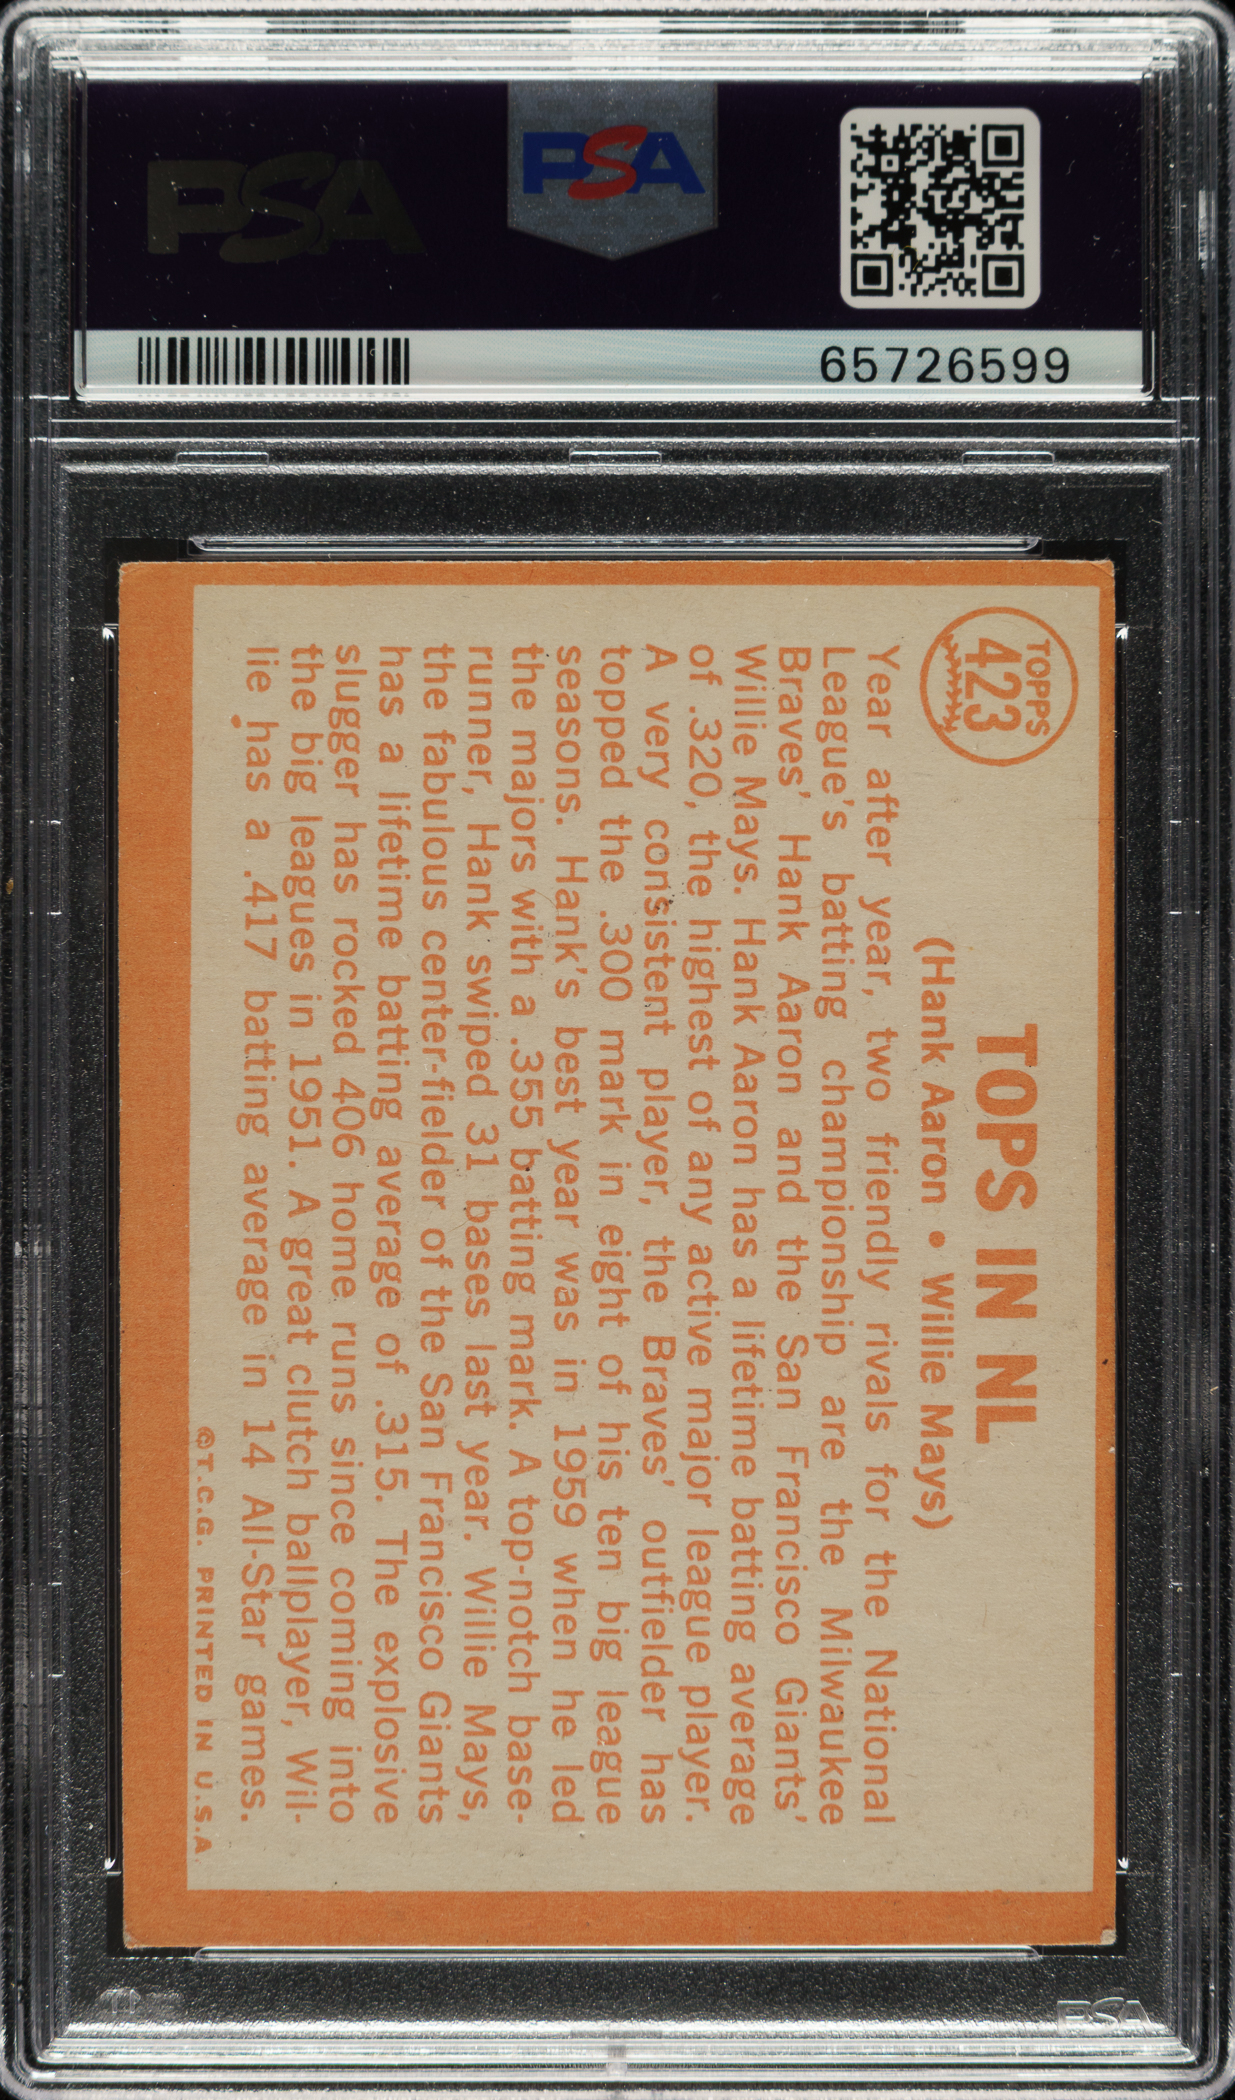 PSA
PSA
65726599
TOPPS
423
TOPS IN NL
(Hank Aaron • Willie Mays)
Year after year, two friendly rivals for the National
League's batting championship are the Milwaukee
Braves' Hank Aaron and the San Francisco Giants'
Willie Mays. Hank Aaron has a lifetime batting average
of .320, the highest of any active major league player.
A very consistent player, the Braves' outfielder has
topped the .300 mark in eight of his ten big league
seasons. Hank's best year was in 1959 when he led
the majors with a .355 batting mark. A top-notch base-
runner, Hank swiped 31 bases last year. Willie Mays,
the fabulous center-fielder of the San Francisco Giants
has a lifetime batting average of .315. The explosive
slugger has rocked 406 home runs since coming into
the big leagues in 1951. A great clutch ballplayer, Wil-
lie has a .417 batting average in 14 All-Star games.
© T.C.G. PRINTED IN U.S.A
PSA